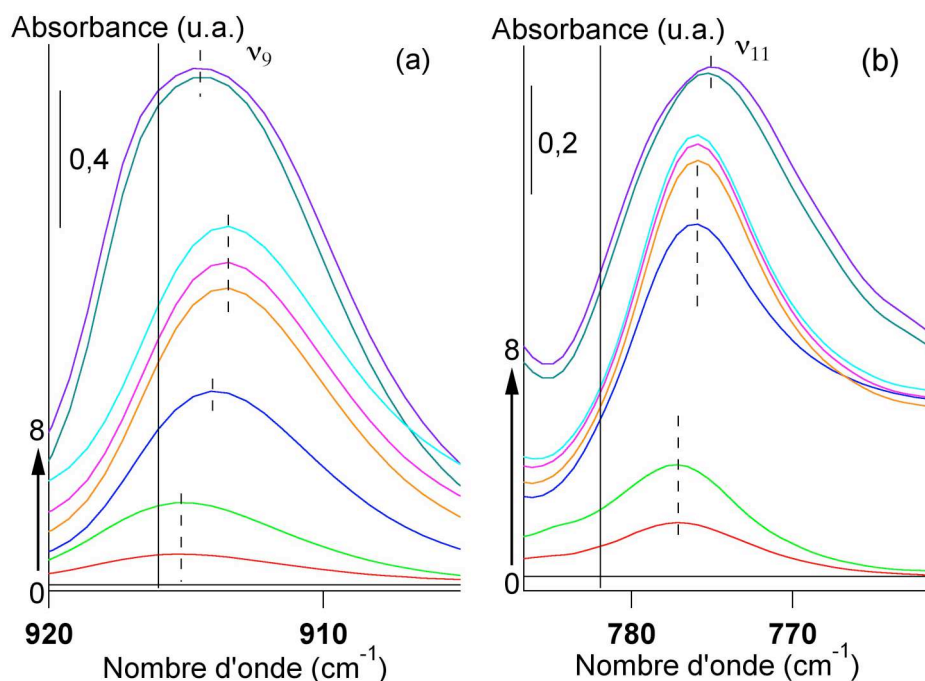 Absorbance (u.a.)
ν9
(a)
0,4
8
0
920
910
Nombre d'onde (cm-1)
Absorbance (u.a.)
ν11
(b)
0,2
8
0
780
770
Nombre d'onde (cm-1)